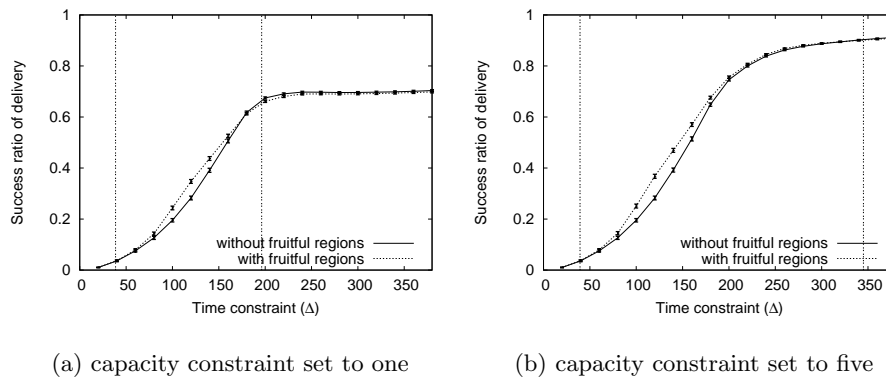 1
0.8
0.6
0.4
0.2
0
Success ratio of delivery
without fruitful regions
with fruitful regions
0 50 100 150 200 250 300 350
Time constraint (Δ)
(a) capacity constraint set to one
1
0.8
0.6
0.4
0.2
0
Success ratio of delivery
without fruitful regions
with fruitful regions
0 50 100 150 200 250 300 350
Time constraint (Δ)
(b) capacity constraint set to five